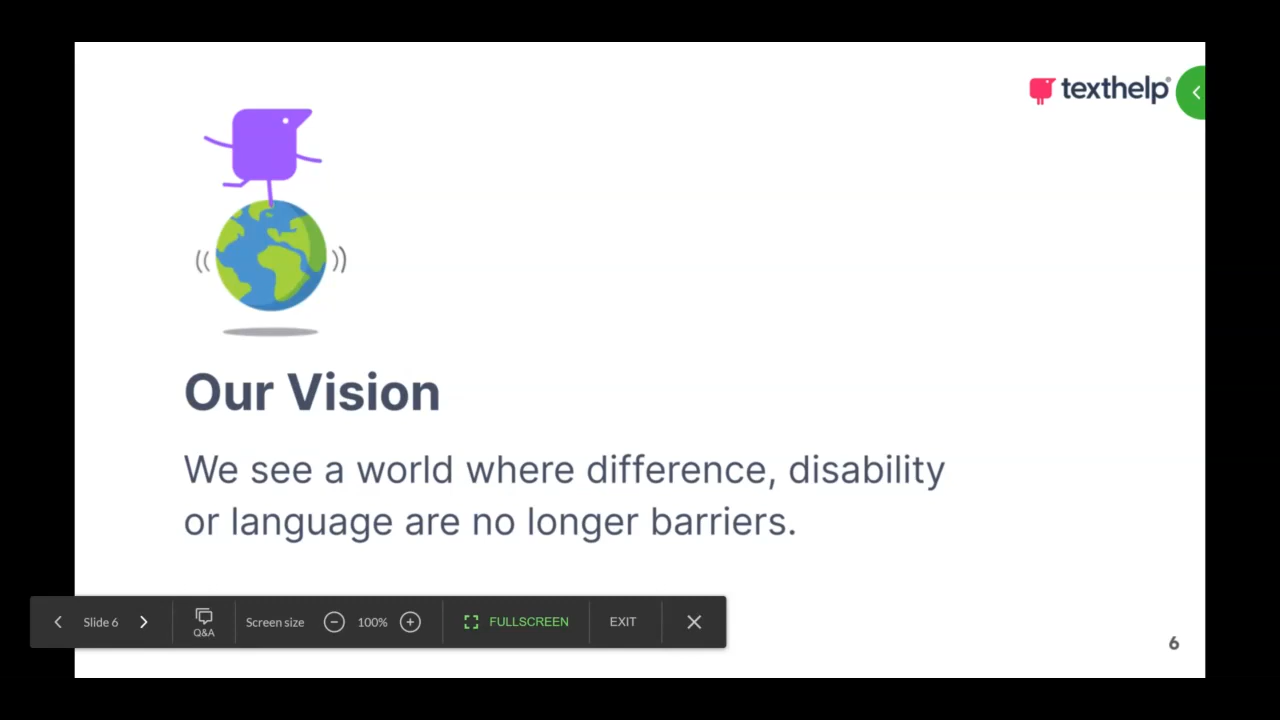 texthelp®
Our Vision
We see a world where difference, disability
or language are no longer barriers.
Slide 6
Q&A
Screen size
100%
FULLSCREEN
EXIT
6